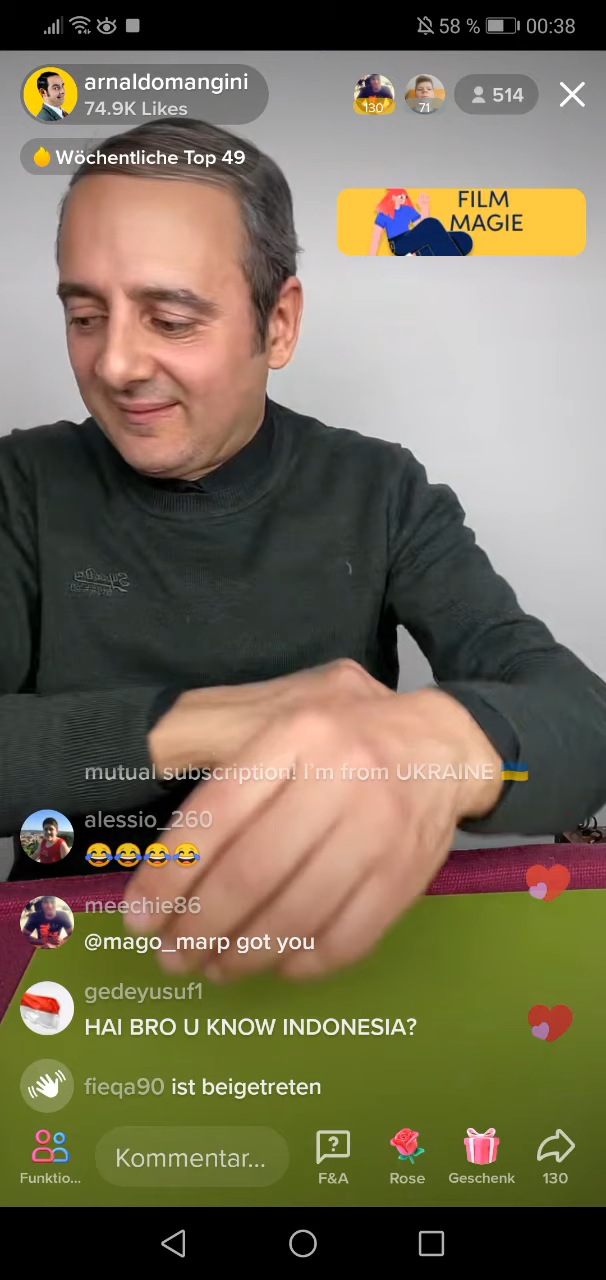 58 %
00:38
arnaldomangini
74.9K Likes
130
71
514
Wöchentliche Top 49
FILM
MAGIE
mutual subscription! I'm from UKRAINE 🇺🇦
alessio_260
😂😂😂😂
meechie86
@mago_marp got you
gedeyusuf1
HAI BRO U KNOW INDONESIA?
fieqa90 ist beigetreten
Kommentar...
Funktio...
F&A
Rose
Geschenk
130